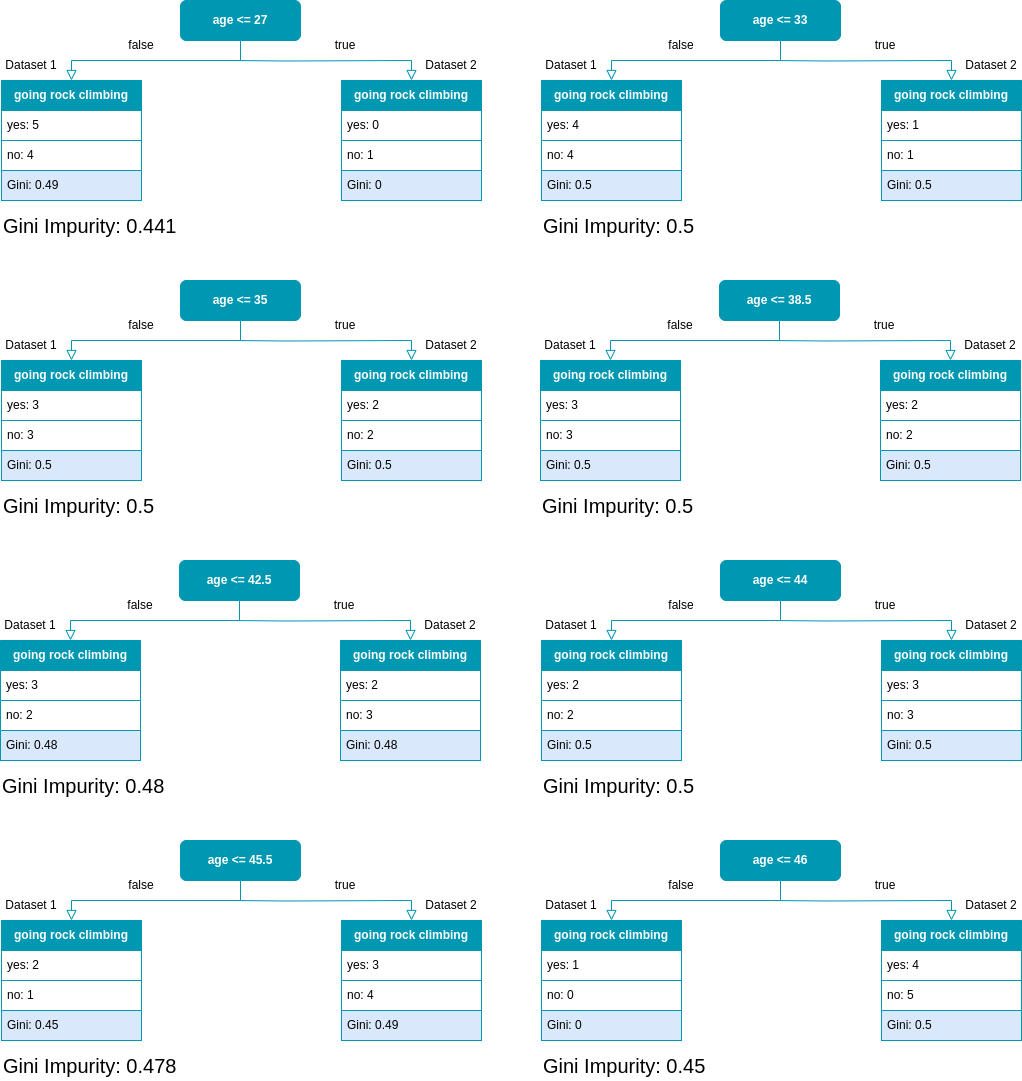 age <= 27
false
true
Dataset 1
Dataset 2
going rock climbing
yes: 5
no: 4
Gini: 0.49
going rock climbing
yes: 0
no: 1
Gini: 0
Gini Impurity: 0.441
age <= 33
false
true
Dataset 1
Dataset 2
going rock climbing
yes: 4
no: 4
Gini: 0.5
going rock climbing
yes: 1
no: 1
Gini: 0.5
Gini Impurity: 0.5
age <= 35
false
true
Dataset 1
Dataset 2
going rock climbing
yes: 3
no: 3
Gini: 0.5
going rock climbing
yes: 2
no: 2
Gini: 0.5
Gini Impurity: 0.5
age <= 38.5
false
true
Dataset 1
Dataset 2
going rock climbing
yes: 3
no: 3
Gini: 0.5
going rock climbing
yes: 2
no: 2
Gini: 0.5
Gini Impurity: 0.5
age <= 42.5
false
true
Dataset 1
Dataset 2
going rock climbing
yes: 3
no: 2
Gini: 0.48
going rock climbing
yes: 2
no: 3
Gini: 0.48
Gini Impurity: 0.48
age <= 44
false
true
Dataset 1
Dataset 2
going rock climbing
yes: 2
no: 2
Gini: 0.5
going rock climbing
yes: 3
no: 3
Gini: 0.5
Gini Impurity: 0.5
age <= 45.5
false
true
Dataset 1
Dataset 2
going rock climbing
yes: 2
no: 1
Gini: 0.45
going rock climbing
yes: 3
no: 4
Gini: 0.49
Gini Impurity: 0.478
age <= 46
false
true
Dataset 1
Dataset 2
going rock climbing
yes: 1
no: 0
Gini: 0
going rock climbing
yes: 4
no: 5
Gini: 0.5
Gini Impurity: 0.45